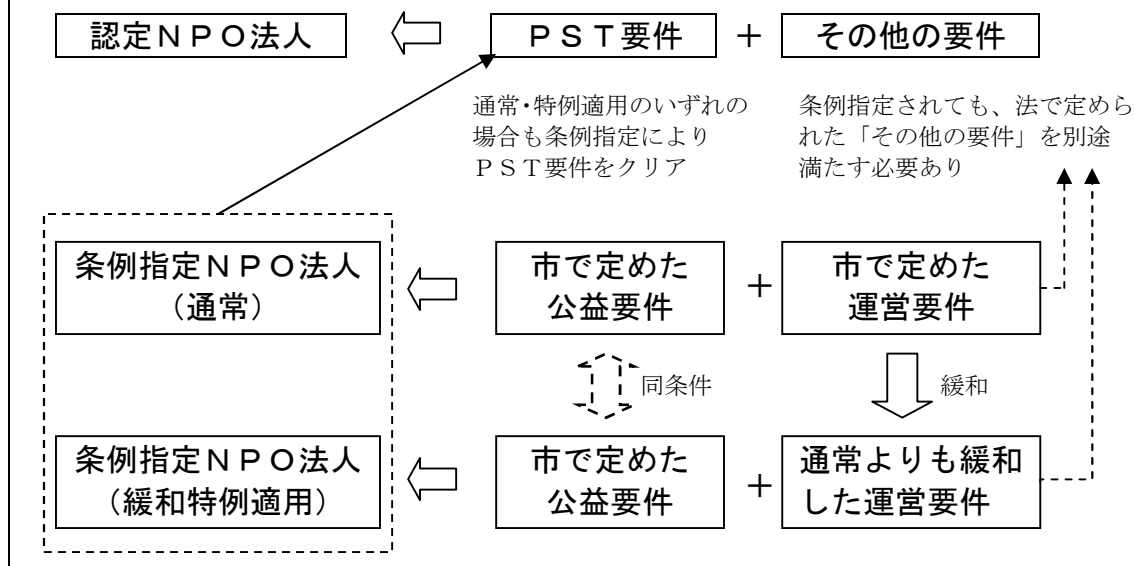 認定ＮＰＯ法人
ＰＳＴ要件
＋
その他の要件
通常・特例適用のいずれの
場合も条例指定により
ＰＳＴ要件をクリア
条例指定されても、法で定めら
れた「その他の要件」を別途
満たす必要あり
条例指定ＮＰＯ法人
（通常）
市で定めた
公益要件
＋
市で定めた
運営要件
同条件
緩和
条例指定ＮＰＯ法人
（緩和特例適用）
市で定めた
公益要件
＋
通常よりも緩和
した運営要件